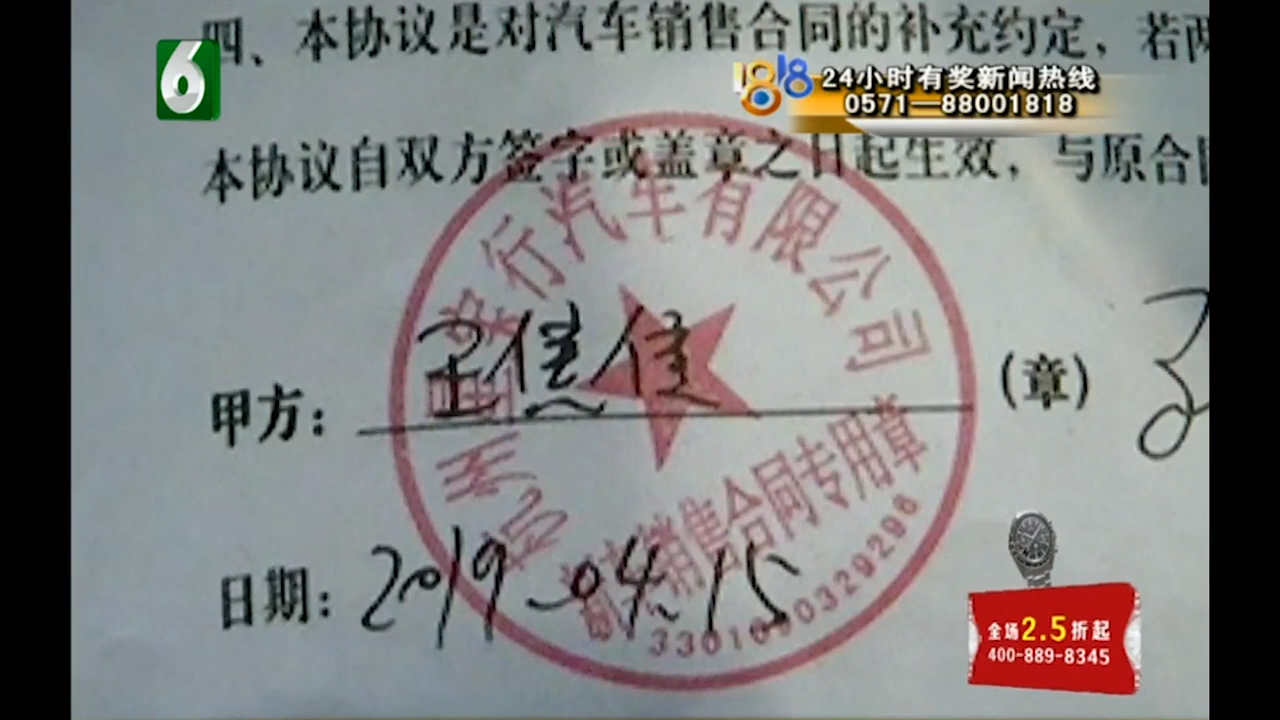 四、本协议是对汽车销售合同的补充约定，若两
6
1818
24小时有奖新闻热线
0571—88001818
本协议自双方签字或盖章之日起生效，与原合
行汽车有限公司
甲方：
（章）
销售合同专用章
日期：2019-04-15
全场2.5折起
400-889-8345